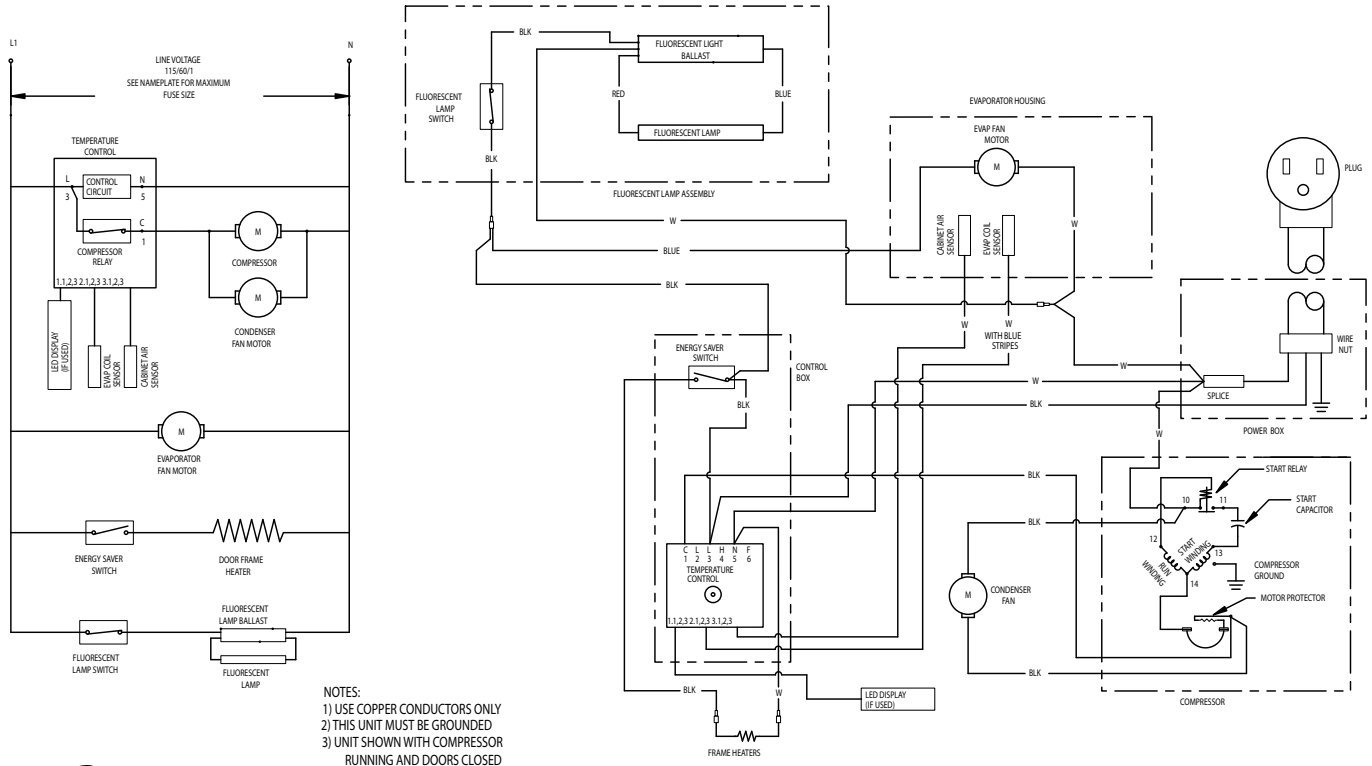 L1
N
LINE VOLTAGE
115/60/1
SEE NAMEPLATE FOR MAXIMUM
FUSE SIZE
TEMPERATURE
CONTROL
L
3
CONTROL
CIRCUIT
N
5
C
1
COMPRESSOR
RELAY
1.1,2,3 2.1,2,3 3.1,2,3
M
COMPRESSOR
M
CONDENSER
FAN MOTOR
LED DISPLAY
(IF USED)
EVAP COIL
SENSOR
CABINET AIR
SENSOR
M
EVAPORATOR
FAN MOTOR
ENERGY SAVER
SWITCH
DOOR FRAME
HEATER
FLUORESCENT
LAMP BALLAST
FLUORESCENT
LAMP SWITCH
FLUORESCENT
LAMP
NOTES:
1) USE COPPER CONDUCTORS ONLY
2) THIS UNIT MUST BE GROUNDED
3) UNIT SHOWN WITH COMPRESSOR
RUNNING AND DOORS CLOSED
BLK
FLUORESCENT LIGHT
BALLAST
FLUORESCENT
LAMP
SWITCH
RED
BLUE
FLUORESCENT LAMP
BLK
FLUORESCENT LAMP ASSEMBLY
W
BLUE
BLK
EVAPORATOR HOUSING
EVAP FAN
MOTOR
M
CABINET AIR
SENSOR
EVAP COIL
SENSOR
W
W
W
WITH BLUE
STRIPES
PLUG
WIRE
NUT
W
SPLICE
POWER BOX
W
BLK
W
ENERGY SAVER
SWITCH
CONTROL
BOX
BLK
C L L H N F
1 2 3 4 5 6
TEMPERATURE
CONTROL
1.1,2,3 2.1,2,3 3.1,2,3
BLK
BLK
M
CONDENSER
FAN
BLK
START RELAY
10
11
START
CAPACITOR
12
START
WINDING
13
RUN
WINDING
14
COMPRESSOR
GROUND
MOTOR PROTECTOR
COMPRESSOR
BLK
W
LED DISPLAY
(IF USED)
FRAME HEATERS